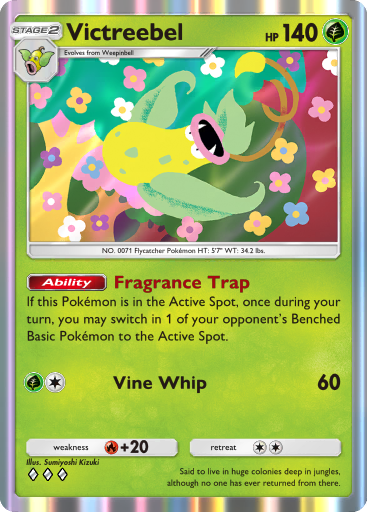 STAGE 2 Victreebel HP 140
Evolves from Weepinbell
NO. 0071 Flycatcher Pokémon HT: 5'7" WT: 34.2 lbs.
Ability Fragrance Trap
If this Pokémon is in the Active Spot, once during your
turn, you may switch in 1 of your opponent's Benched
Basic Pokémon to the Active Spot.
Vine Whip 60
weakness +20 retreat
Illus. Sumiyoshi Kizuki
Said to live in huge colonies deep in jungles,
although no one has ever returned from there.